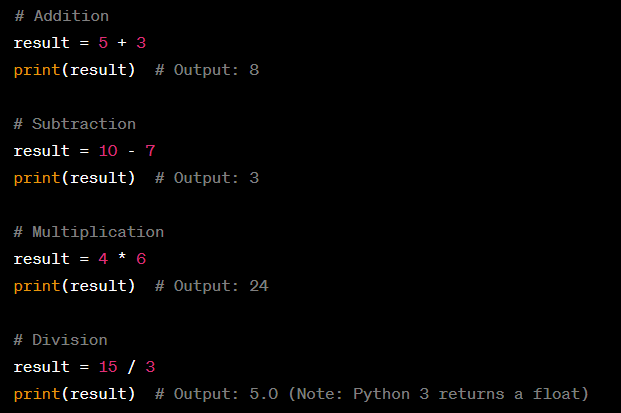 # Addition
result = 5 + 3
print(result)  # Output: 8

# Subtraction
result = 10 - 7
print(result)  # Output: 3

# Multiplication
result = 4 * 6
print(result)  # Output: 24

# Division
result = 15 / 3
print(result)  # Output: 5.0 (Note: Python 3 returns a float)